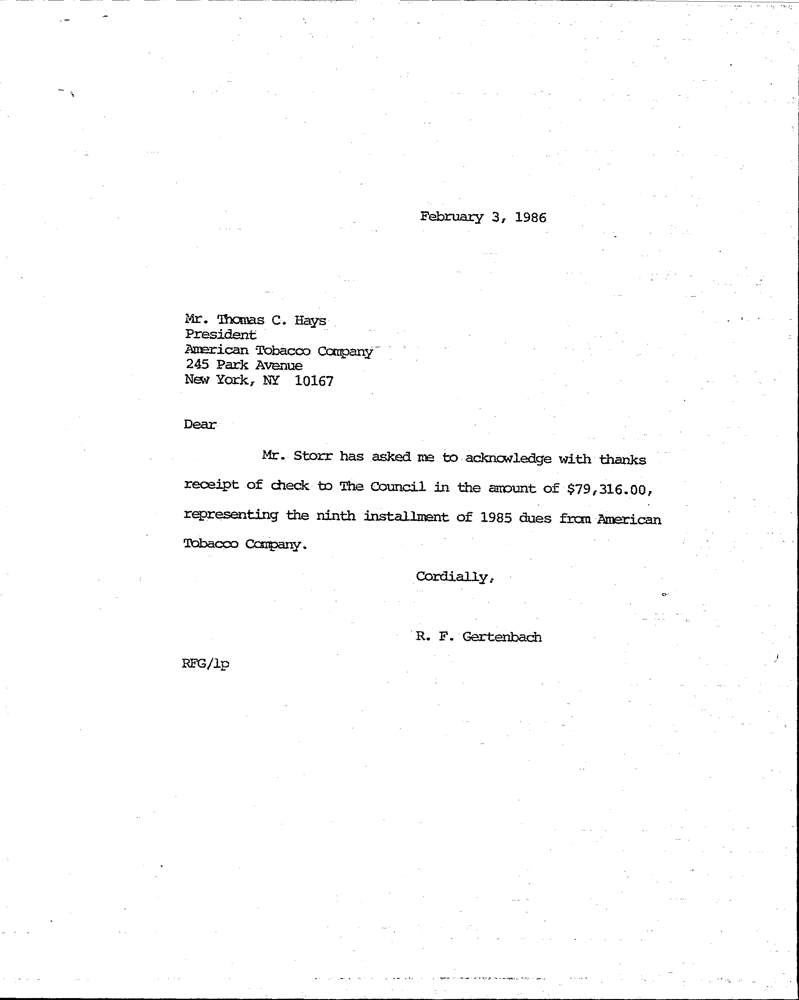 February 3, 1986
Mr. Thomas C. Hays
President
American Tobacco Company
245 Park Avenue
New York, NY 10167
Dear
Mr. Storr has asked me to acknowledge with thanks
receipt of check to The Council in the amount of $79,316.00,
representing the ninth installment of 1985 dues from American
Tobacco Company.
Cordially,
R. F. Gertenbach
RFG/lp